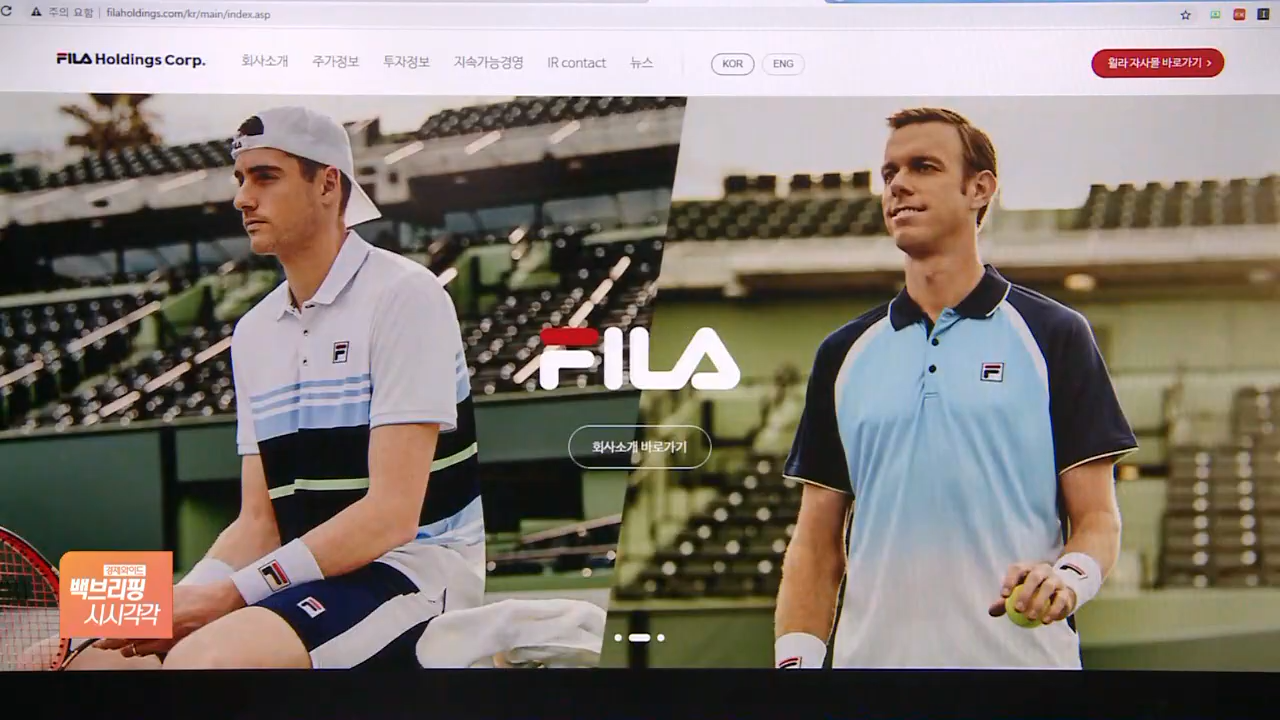 주의 요함 | filaholdings.com/kr/main/index.asp
FILA Holdings Corp.
회사소개
주가정보
투자정보
지속가능경영
IR contact
뉴스
KOR
ENG
휠라 자사몰 바로가기 >
FILA
회사소개 바로가기
경제와이드
백브리핑
시시각각